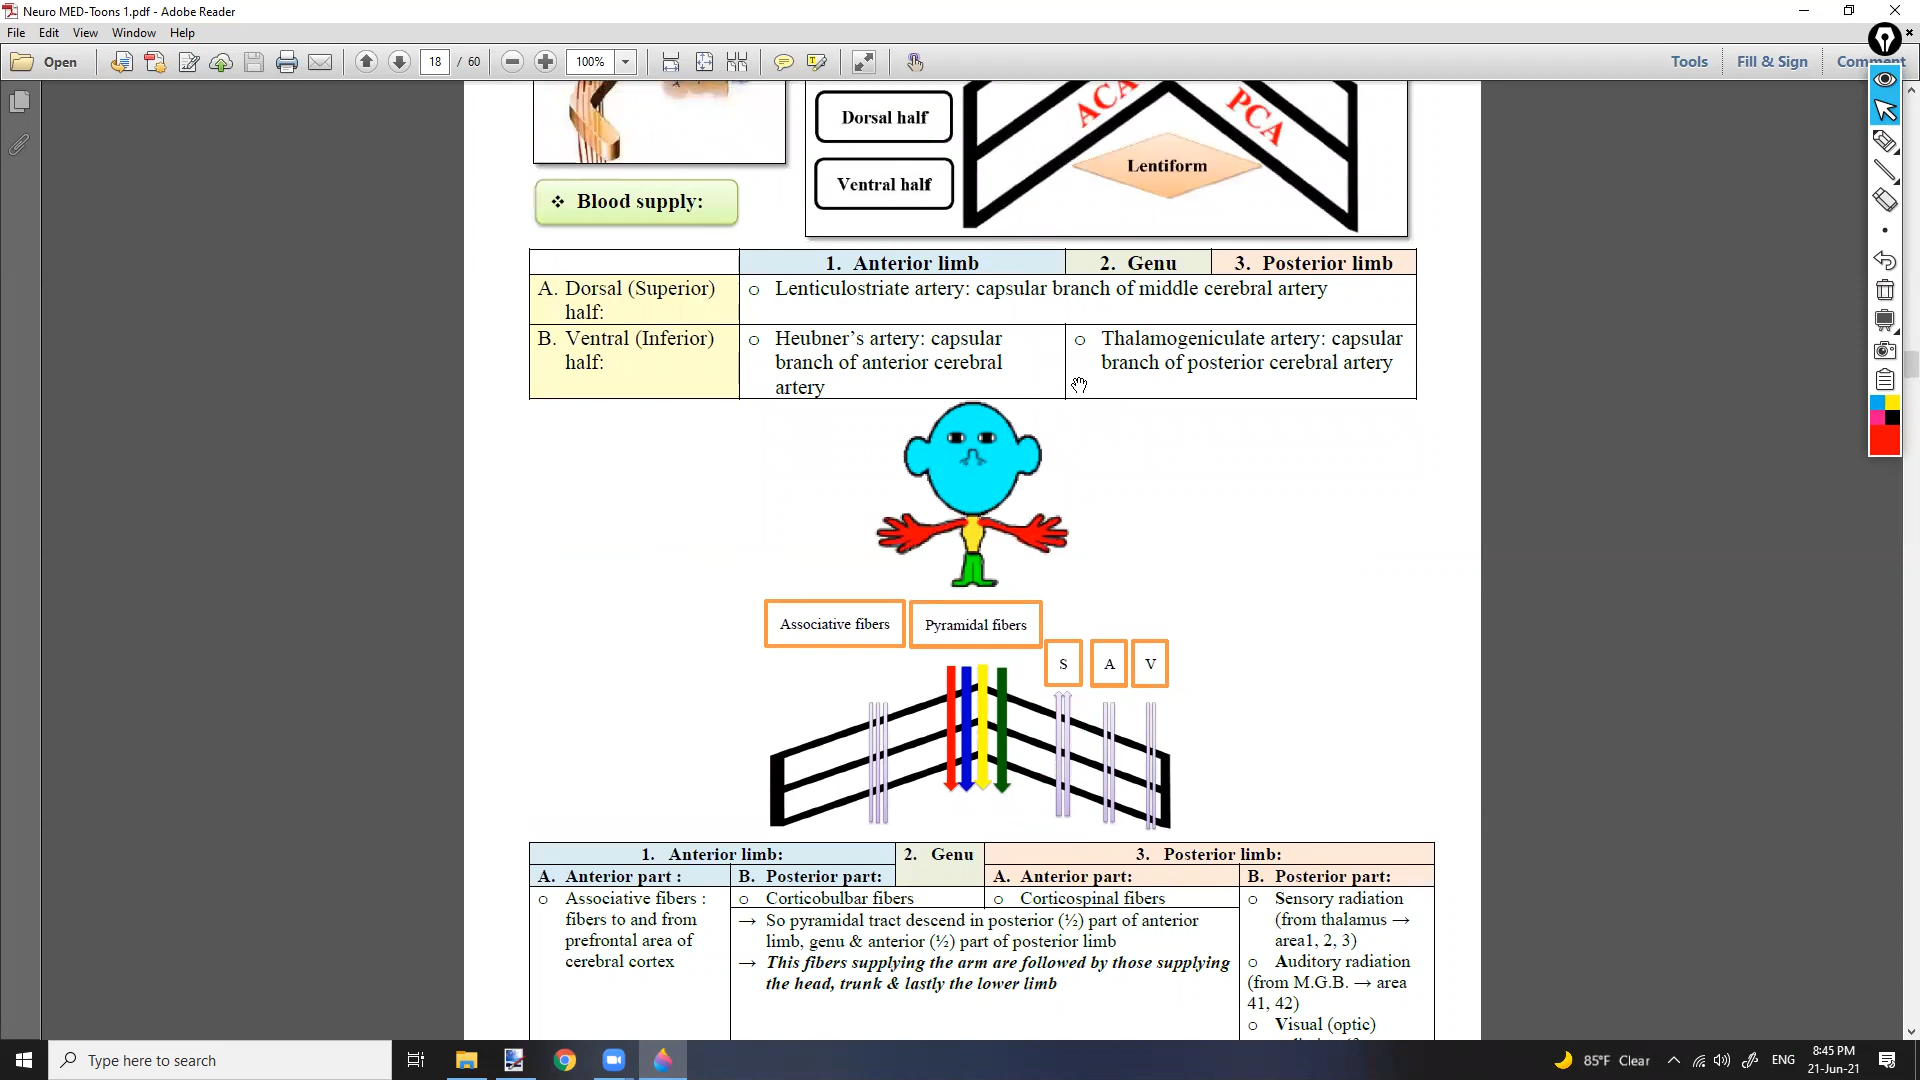 Neuro MED-Toons 1.pdf - Adobe Reader
File Edit View Window Help
Open 18 / 60 100% Tools Fill & Sign Comment
ACA PCA
Dorsal half
Lentiform
Ventral half
❖ Blood supply:
1. Anterior limb 2. Genu 3. Posterior limb
A. Dorsal (Superior) half:
o Lenticulostriate artery: capsular branch of middle cerebral artery
B. Ventral (Inferior) half:
o Heubner's artery: capsular
branch of anterior cerebral
artery
o Thalamogeniculate artery: capsular
branch of posterior cerebral artery
Associative fibers Pyramidal fibers
S A V
1. Anterior limb: 2. Genu 3. Posterior limb:
A. Anterior part : B. Posterior part: A. Anterior part: B. Posterior part:
o Associative fibers :
fibers to and from
prefrontal area of
cerebral cortex
o Corticobulbar fibers o Corticospinal fibers
→ So pyramidal tract descend in posterior (½) part of anterior
limb, genu & anterior (½) part of posterior limb
→ This fibers supplying the arm are followed by those supplying
the head, trunk & lastly the lower limb
o Sensory radiation
(from thalamus →
area1, 2, 3)
o Auditory radiation
(from M.G.B. → area
41, 42)
o Visual (optic)
Type here to search
85°F Clear ENG 8:45 PM
21-Jun-21